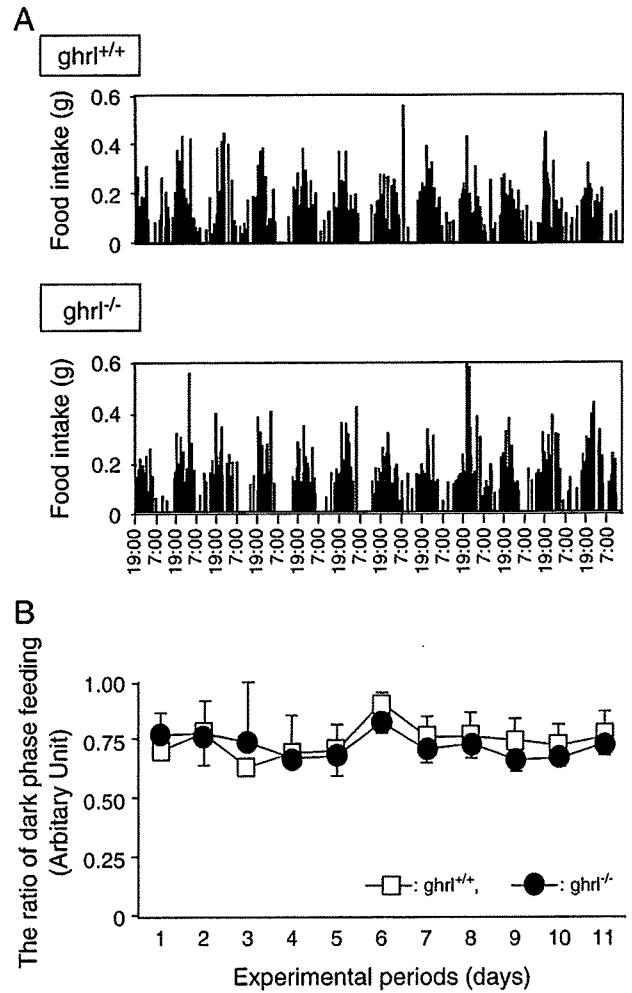 A
ghrl+/+
Food intake (g)
0.6
0.4
0.2
0
ghrl-/-
Food intake (g)
0.6
0.4
0.2
0
19:00 7:00 19:00 7:00 19:00 7:00 19:00 7:00 19:00 7:00 19:00 7:00 19:00 7:00 19:00 7:00 19:00 7:00 19:00 7:00 19:00 7:00 19:00 7:00
B
The ratio of dark phase feeding
(Arbitary Unit)
1.00
0.75
0.50
0.25
0
: ghrl+/+, : ghrl-/-
1 2 3 4 5 6 7 8 9 10 11
Experimental periods (days)